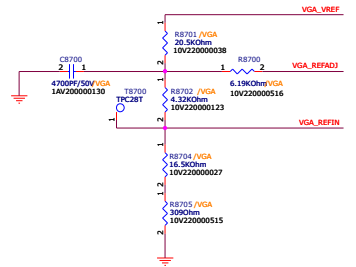 VGA_VREF
1
R8701 /VGA
20.5KOhm
10V220000038
2
C8700
2 1
4700PF/50V /VGA
1AV200000130
R8700
1 2
VGA_REFADJ
6.19KOhm /VGA
10V220000516
T8700
TPC28T
1
1
R8702 /VGA
4.32KOhm
10V220000123
2
VGA_REFIN
1
R8704 /VGA
16.5KOhm
10V220000027
2
1
R8705 /VGA
309Ohm
10V220000515
2